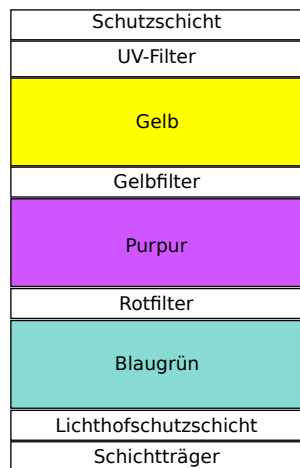 Schutzschicht
UV-Filter
Gelb
Gelbfilter
Purpur
Rotfilter
Blaugrün
Lichthofschutzschicht
Schichtträger